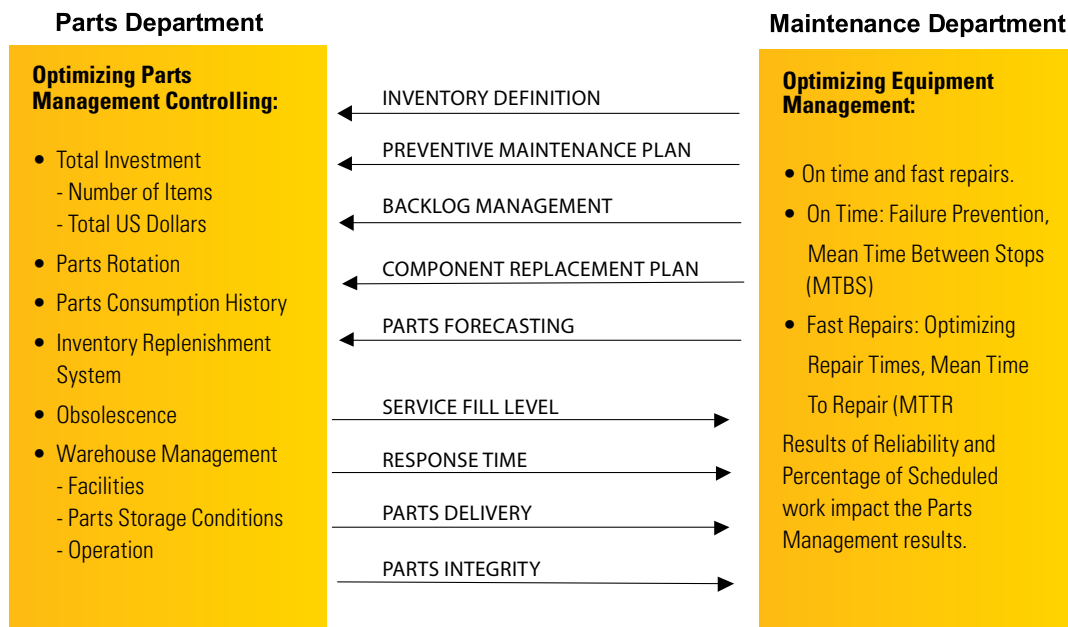 Parts Department
Optimizing Parts
Management Controlling:
• Total Investment
- Number of Items
- Total US Dollars
• Parts Rotation
• Parts Consumption History
• Inventory Replenishment
System
• Obsolescence
• Warehouse Management
- Facilities
- Parts Storage Conditions
- Operation
INVENTORY DEFINITION
PREVENTIVE MAINTENANCE PLAN
BACKLOG MANAGEMENT
COMPONENT REPLACEMENT PLAN
PARTS FORECASTING
SERVICE FILL LEVEL
RESPONSE TIME
PARTS DELIVERY
PARTS INTEGRITY
Maintenance Department
Optimizing Equipment
Management:
• On time and fast repairs.
• On Time: Failure Prevention,
Mean Time Between Stops
(MTBS)
• Fast Repairs: Optimizing
Repair Times, Mean Time
To Repair (MTTR
Results of Reliability and
Percentage of Scheduled
work impact the Parts
Management results.